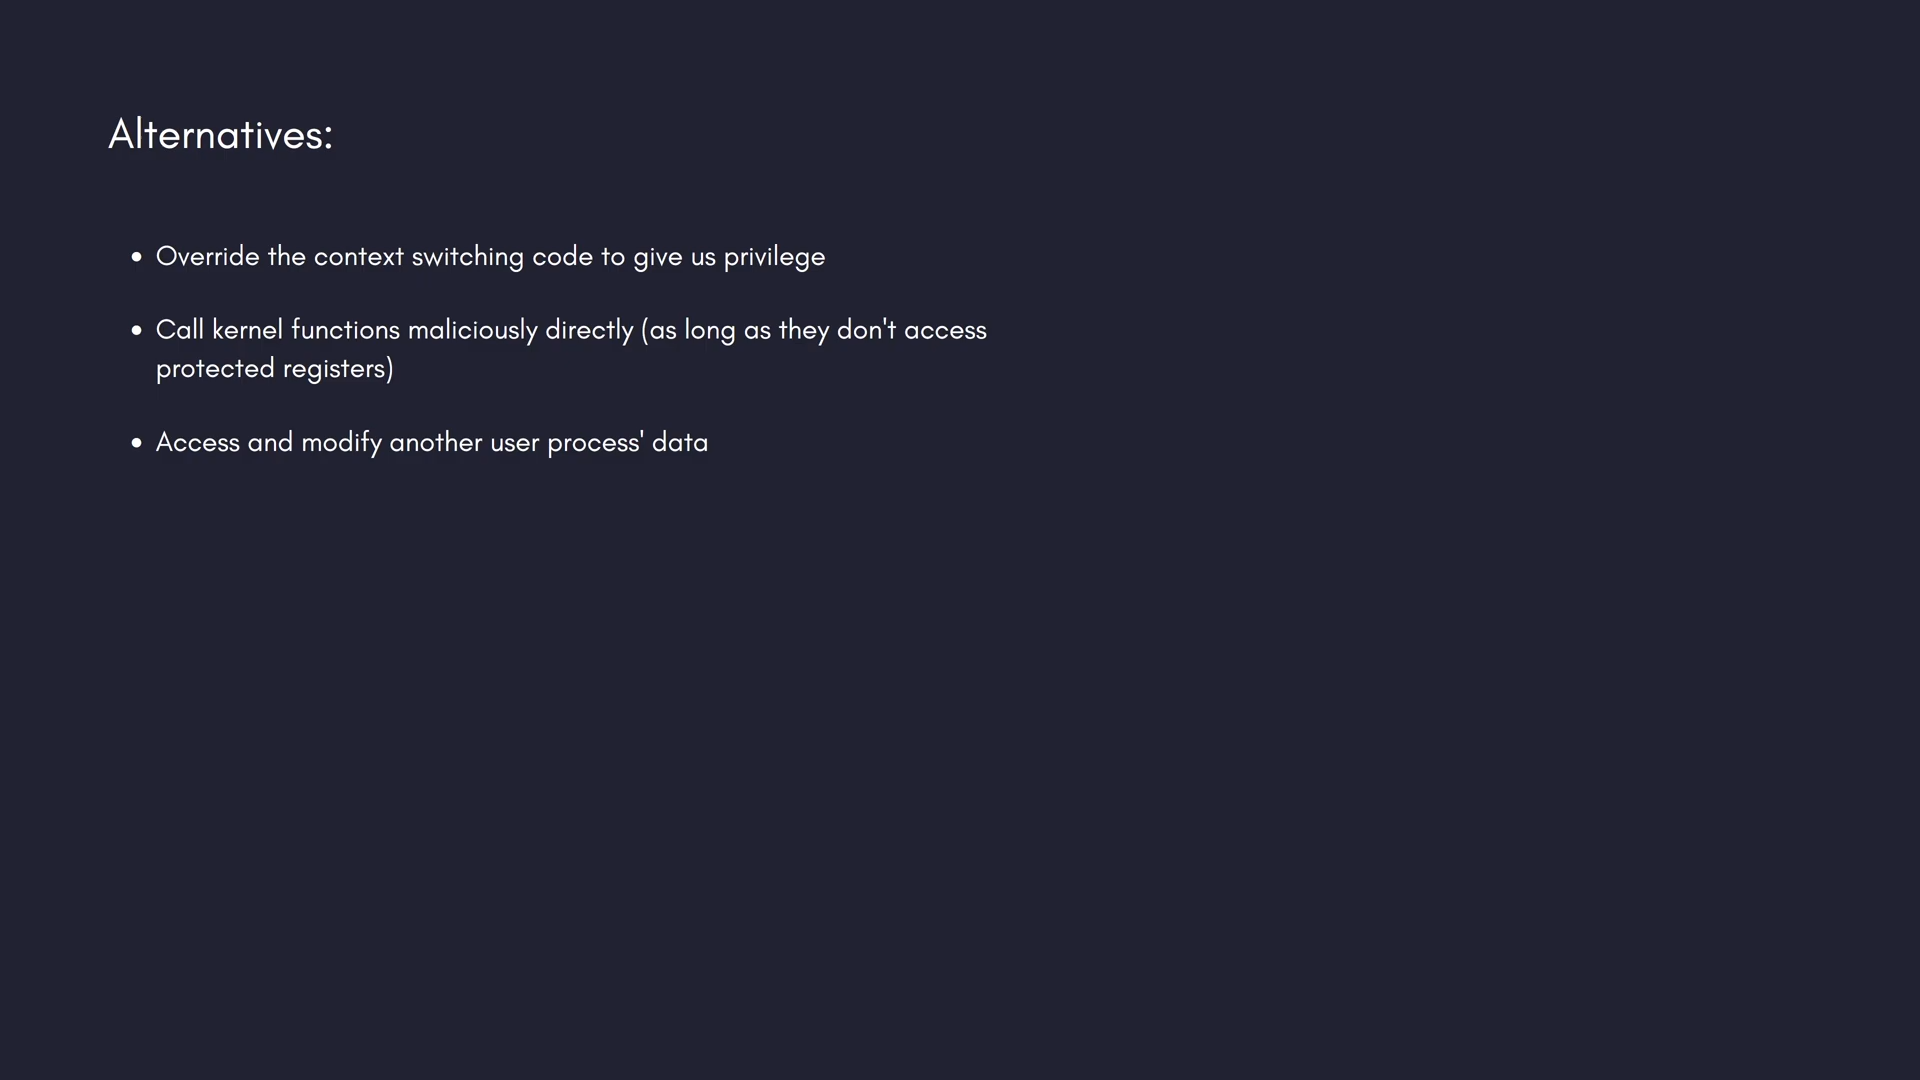 Alternatives:
• Override the context switching code to give us privilege
• Call kernel functions maliciously directly (as long as they don't access
protected registers)
• Access and modify another user process' data